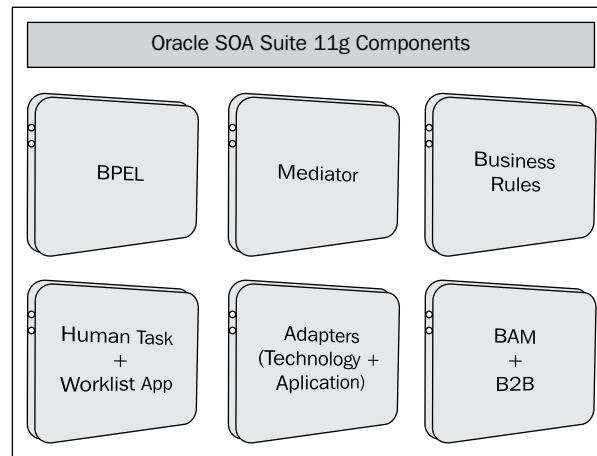 Oracle SOA Suite 11g Components
BPEL
Mediator
Business
Rules
Human Task
+
Worklist App
Adapters
(Technology +
Aplication)
BAM
+
B2B